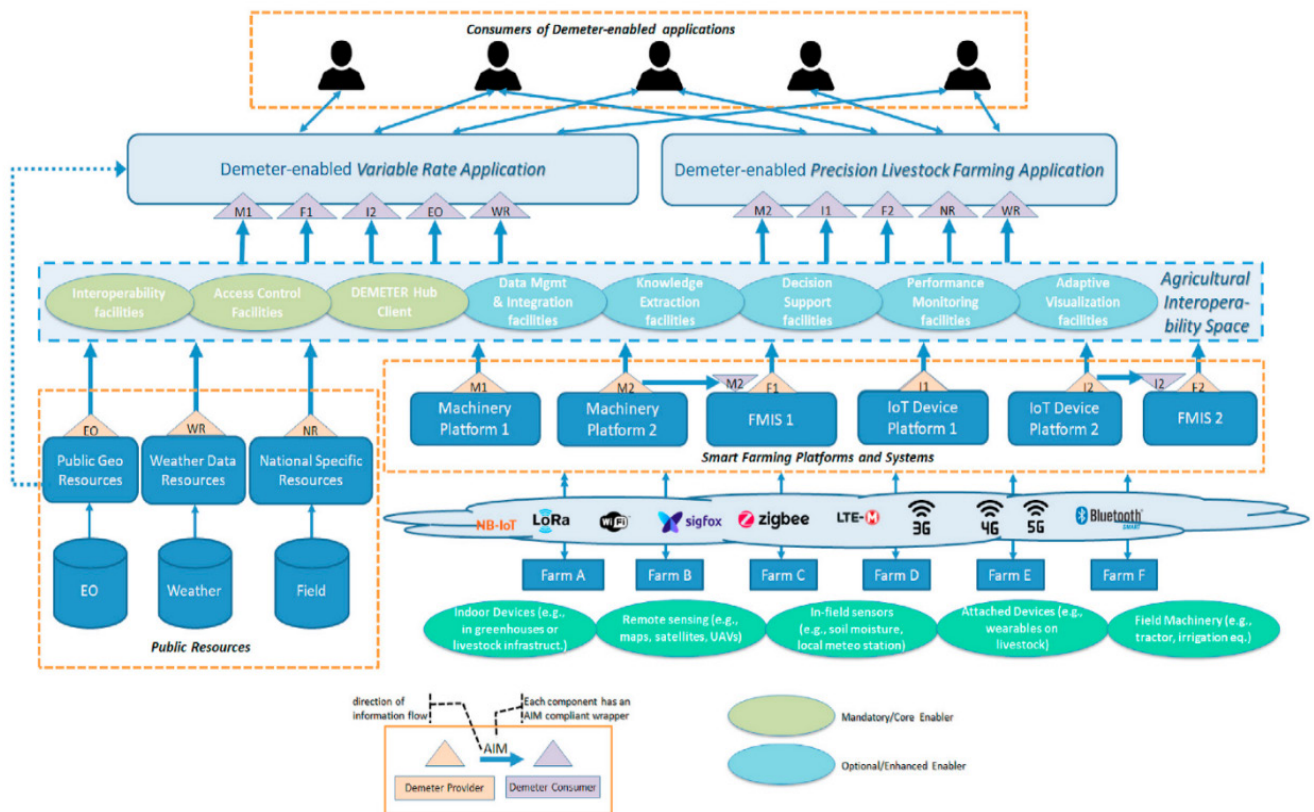 Consumers of Demeter-enabled applications
Demeter-enabled Variable Rate Application
Demeter-enabled Precision Livestock Farming Application
M1
F1
I2
EO
WR
M2
I1
F2
NR
WR
Interoperability
facilities
Access Control
Facilities
DEMETER Hub
Client
Data Mgmt
& Integration
facilities
Knowledge
Extraction
facilities
Decision
Support
facilities
Performance
Monitoring
facilities
Adaptive
Visualization
facilities
Agricultural
Interopera-
bility Space
EO
WR
NR
Public Geo
Resources
Weather Data
Resources
National Specific
Resources
EO
Weather
Field
Public Resources
M1
M2
M2
F1
I1
I2
I2
F2
Machinery
Platform 1
Machinery
Platform 2
FMIS 1
IoT Device
Platform 1
IoT Device
Platform 2
FMIS 2
Smart Farming Platforms and Systems
NB-IoT
LoRa
WiFi
sigfox
zigbee
LTE-M
3G
4G
5G
Bluetooth
SMART
Farm A
Farm B
Farm C
Farm D
Farm E
Farm F
Indoor Devices (e.g.,
in greenhouses or
livestock infrastruct.)
Remote sensing (e.g.,
maps, satellites, UAVs)
In-field sensors
(e.g., soil moisture,
local meteo station)
Attached Devices (e.g.,
wearables on
livestock)
Field Machinery (e.g.,
tractor, irrigation eq.)
direction of
information flow
Each component has an
AIM compliant wrapper
AIM
Demeter Provider
Demeter Consumer
Mandatory/Core Enabler
Optional/Enhanced Enabler